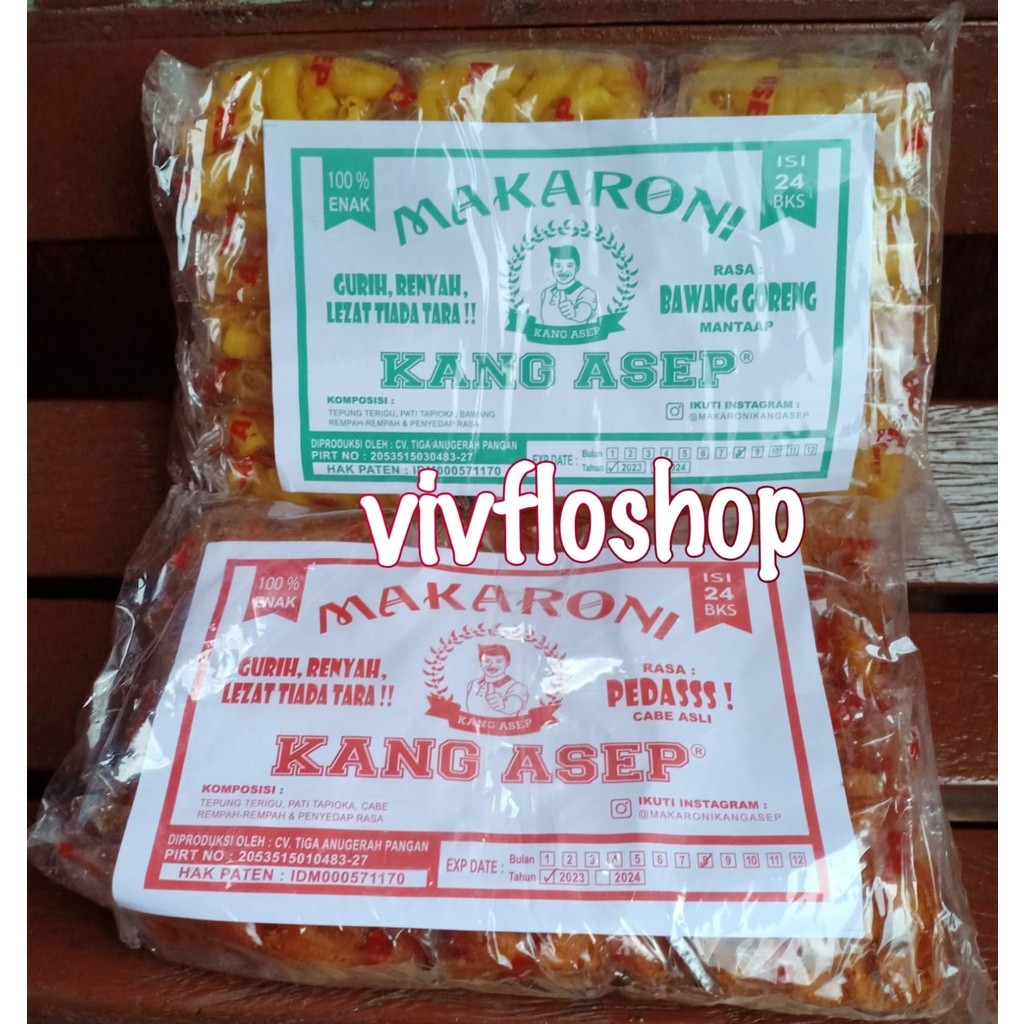 ASEP
100 %
ENAK
MAKARONI
ISI
24
BKS
GURIH, RENYAH,
LEZAT TIADA TARA !!
KANG ASEP
RASA :
BAWANG GORENG
MANTAAP
KANG ASEP®
KOMPOSISI :
TEPUNG TERIGU, PATI TAPIOKA, BAWANG
REMPAH-REMPAH & PENYEDAP RASA
IKUTI INSTAGRAM :
@MAKARONIKANGASEP
DIPRODUKSI OLEH : CV. TIGA ANUGERAH PANGAN
PIRT NO : 2053515030483-27
HAK PATEN : IDM000571170
EXP DATE :
Bulan 1 2 3 4 5 6 7 8 9 10 11 12
Tahun 2023 2024
vivfloshop
100 %
ENAK
MAKARONI
ISI
24
BKS
GURIH, RENYAH,
LEZAT TIADA TARA !!
KANG ASEP
RASA :
PEDASSS !
CABE ASLI
KANG ASEP®
KOMPOSISI :
TEPUNG TERIGU, PATI TAPIOKA, CABE
REMPAH-REMPAH & PENYEDAP RASA
IKUTI INSTAGRAM :
@MAKARONIKANGASEP
DIPRODUKSI OLEH : CV. TIGA ANUGERAH PANGAN
PIRT NO : 2053515010483-27
HAK PATEN : IDM000571170
EXP DATE :
Bulan 1 2 3 4 5 6 7 8 9 10 11 12
Tahun 2023 2024